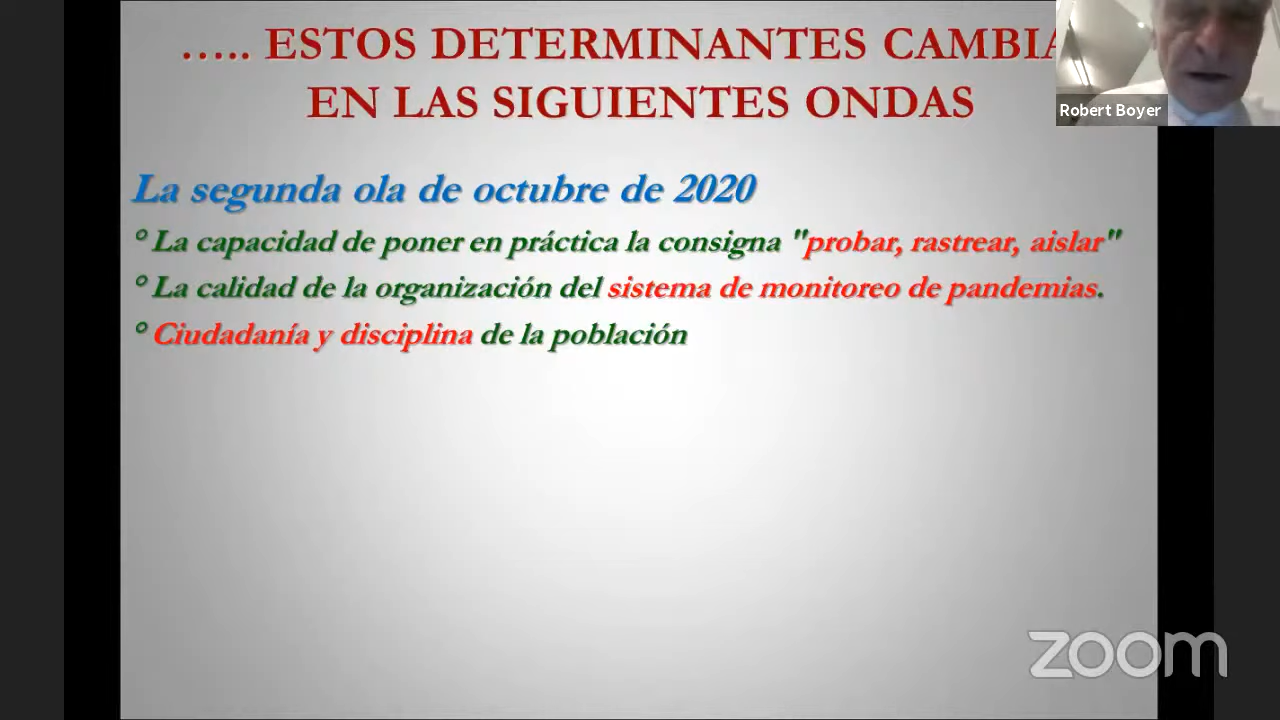 ….. ESTOS DETERMINANTES CAMBIA
EN LAS SIGUIENTES ONDAS
Robert Boyer
La segunda ola de octubre de 2020
° La capacidad de poner en práctica la consigna "probar, rastrear, aislar"
° La calidad de la organización del sistema de monitoreo de pandemias.
° Ciudadanía y disciplina de la población
zoom